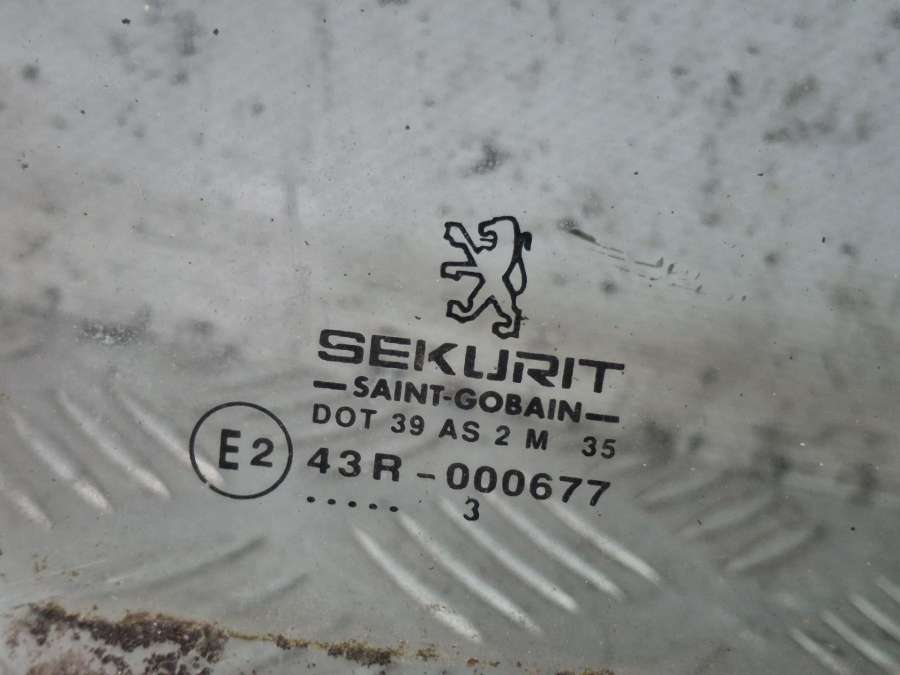 SEKURIT
SAINT-GOBAIN
DOT 39 AS 2 M 35
E2
43R-000677
..... 3